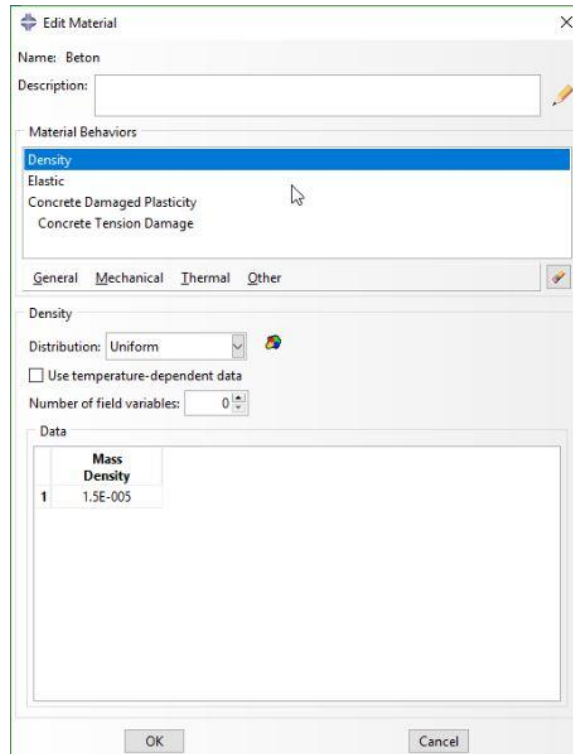 Edit Material
Name: Beton
Description:
Material Behaviors
Density
Elastic
Concrete Damaged Plasticity
Concrete Tension Damage
General Mechanical Thermal Other
Density
Distribution: Uniform
Use temperature-dependent data
Number of field variables: 0
Data
Mass
Density
1 1.5E-005
OK Cancel